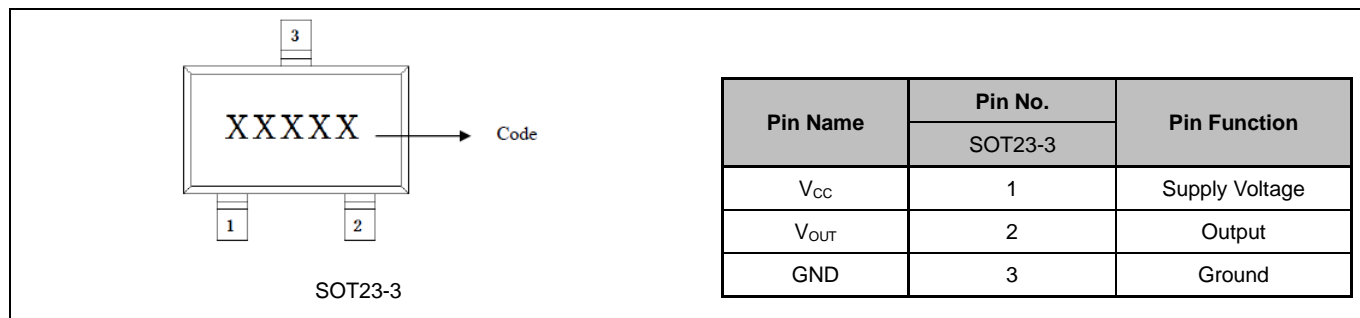 3
XXXXX
Code
1
2
SOT23-3
Pin Name
Pin No.
Pin Function
SOT23-3
VCC
1
Supply Voltage
VOUT
2
Output
GND
3
Ground